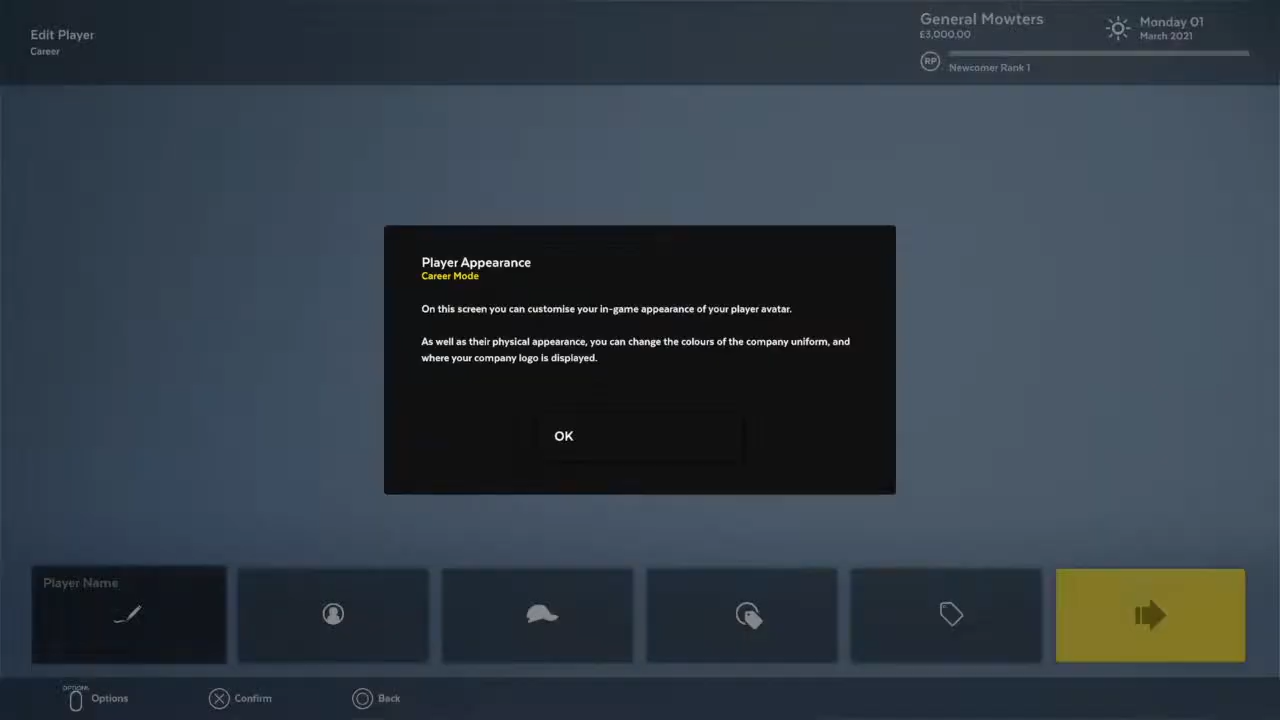 Edit Player
Career
General Mowters
£3,000.00
Monday 01
March 2021
RP
Newcomer Rank 1
Player Appearance
Career Mode
On this screen you can customise your in-game appearance of your player avatar.
As well as their physical appearance, you can change the colours of the company uniform, and
where your company logo is displayed.
OK
Player Name
OPTIONS
Options
Confirm
Back